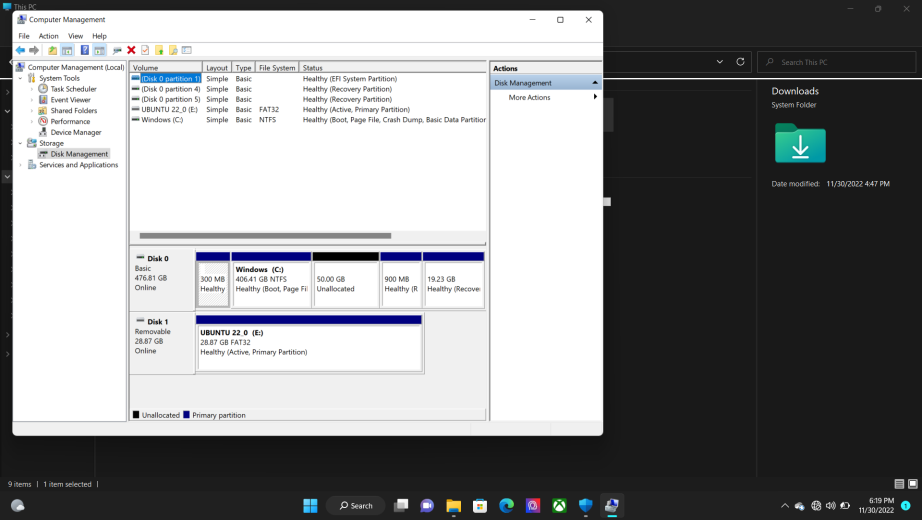 This PC
Computer Management
File Action View Help
Computer Management (Local)
System Tools
Task Scheduler
Event Viewer
Shared Folders
Performance
Device Manager
Storage
Disk Management
Services and Applications
Volume Layout Type File System Status
(Disk 0 partition 1) Simple Basic Healthy (EFI System Partition)
(Disk 0 partition 4) Simple Basic Healthy (Recovery Partition)
(Disk 0 partition 5) Simple Basic Healthy (Recovery Partition)
UBUNTU 22_0 (E:) Simple Basic FAT32 Healthy (Active, Primary Partition)
Windows (C:) Simple Basic NTFS Healthy (Boot, Page File, Crash Dump, Basic Data Partition
Actions
Disk Management
More Actions
Disk 0
Basic
476.81 GB
Online
300 MB
Healthy
Windows (C:)
406.41 GB NTFS
Healthy (Boot, Page Fil
50.00 GB
Unallocated
900 MB
Healthy (R
19.23 GB
Healthy (Recove
Disk 1
Removable
28.87 GB
Online
UBUNTU 22_0 (E:)
28.87 GB FAT32
Healthy (Active, Primary Partition)
Unallocated Primary partition
Search This PC
Downloads
System Folder
Date modified: 11/30/2022 4:47 PM
9 items 1 item selected
Search
6:19 PM
11/30/2022
1